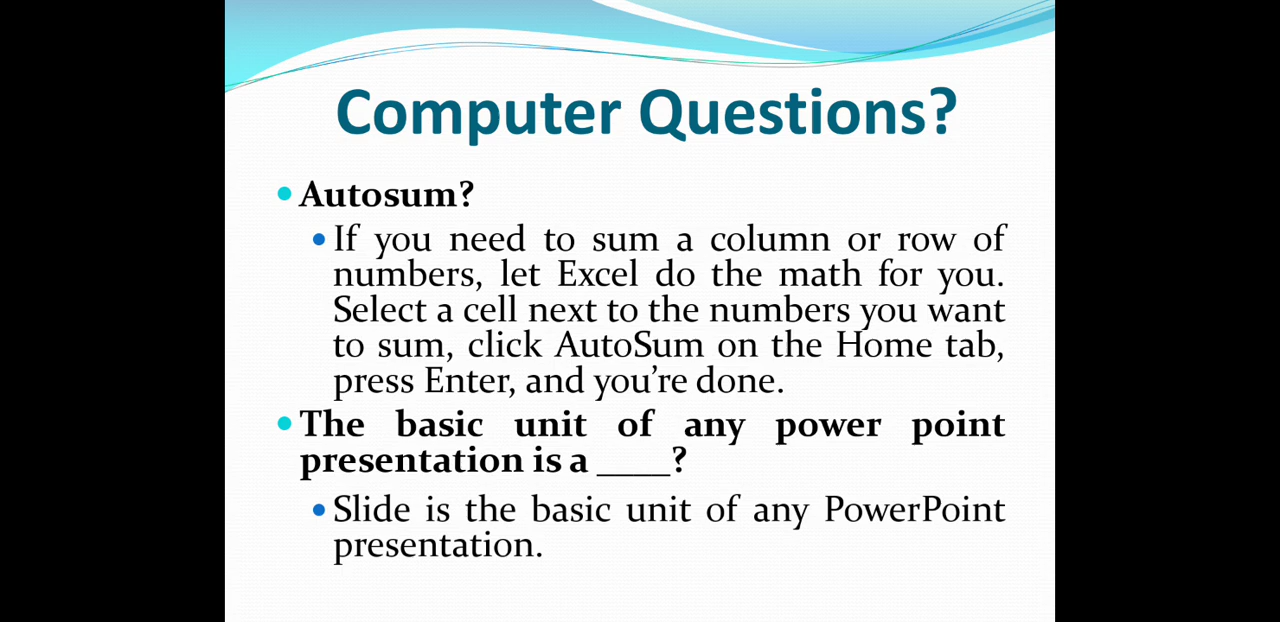 Computer Questions?
Autosum?
If you need to sum a column or row of
numbers, let Excel do the math for you.
Select a cell next to the numbers you want
to sum, click AutoSum on the Home tab,
press Enter, and you’re done.
The basic unit of any power point
presentation is a ____?
Slide is the basic unit of any PowerPoint
presentation.